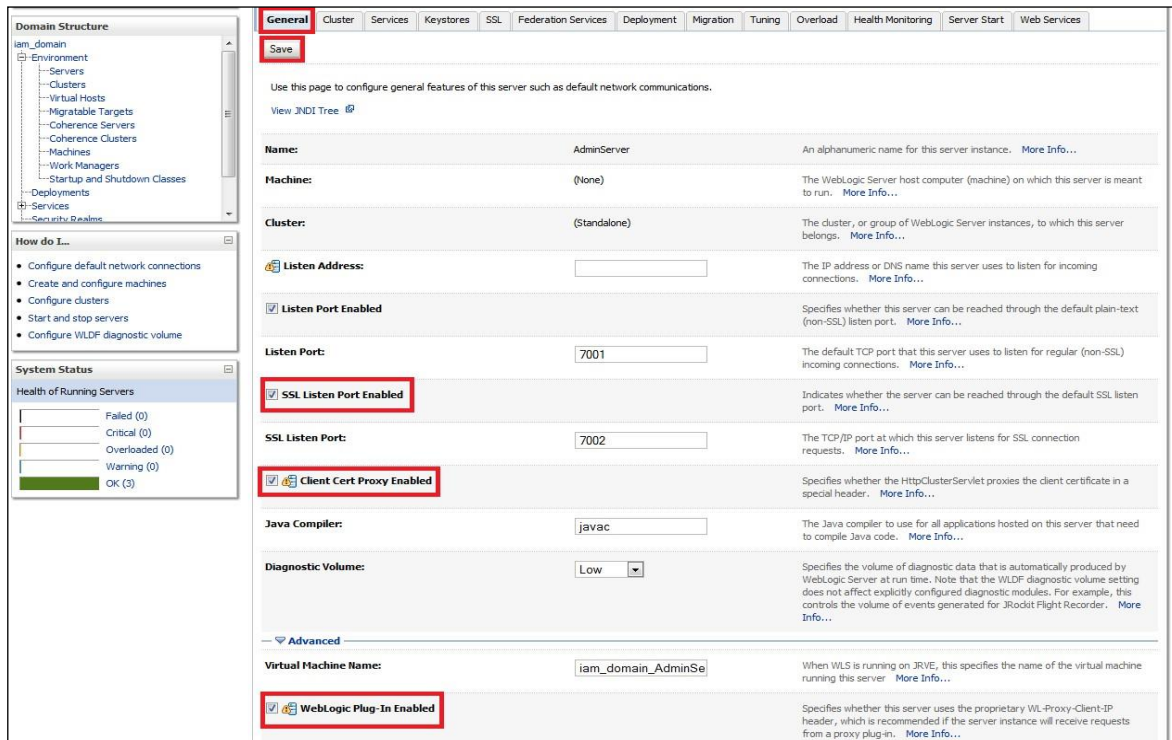 Domain Structure
iam_domain
Environment
Servers
Clusters
Virtual Hosts
Migratable Targets
Coherence Servers
Coherence Clusters
Machines
Work Managers
Startup and Shutdown Classes
Deployments
Services
Security Realms
How do I...
Configure default network connections
Create and configure machines
Configure clusters
Start and stop servers
Configure WLDF diagnostic volume
System Status
Health of Running Servers
Failed (0)
Critical (0)
Overloaded (0)
Warning (0)
OK (3)
General Cluster Services Keystores SSL Federation Services Deployment Migration Tuning Overload Health Monitoring Server Start Web Services
Save
Use this page to configure general features of this server such as default network communications.
View JNDI Tree
Name: AdminServer An alphanumeric name for this server instance. More Info...
Machine: (None) The WebLogic Server host computer (machine) on which this server is meant
to run. More Info...
Cluster: (Standalone) The cluster, or group of WebLogic Server instances, to which this server
belongs. More Info...
Listen Address: The IP address or DNS name this server uses to listen for incoming
connections. More Info...
Listen Port Enabled Specifies whether this server can be reached through the default plain-text
(non-SSL) listen port. More Info...
Listen Port: 7001 The default TCP port that this server uses to listen for regular (non-SSL)
incoming connections. More Info...
SSL Listen Port Enabled Indicates whether the server can be reached through the default SSL listen
port. More Info...
SSL Listen Port: 7002 The TCP/IP port at which this server listens for SSL connection
requests. More Info...
Client Cert Proxy Enabled Specifies whether the HttpClusterServlet proxies the client certificate in a
special header. More Info...
Java Compiler: javac The Java compiler to use for all applications hosted on this server that need
to compile Java code. More Info...
Diagnostic Volume: Low Specifies the volume of diagnostic data that is automatically produced by
WebLogic Server at run time. Note that the WLDF diagnostic volume setting
does not affect explicitly configured diagnostic modules. For example, this
controls the volume of events generated for JRockit Flight Recorder. More
Info...
Advanced
Virtual Machine Name: iam_domain_AdminSe When WLS is running on JRVE, this specifies the name of the virtual machine
running this server More Info...
WebLogic Plug-In Enabled Specifies whether this server uses the proprietary WL-Proxy-Client-IP
header, which is recommended if the server instance will receive requests
from a proxy plug-in. More Info...